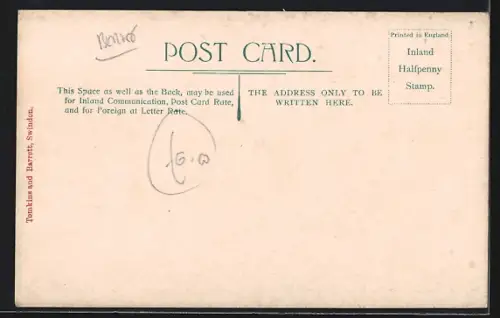 POST CARD.
Printed in England
Inland
Halfpenny
Stamp.
This Space as well as the Back, may be used
for Inland Communication, Post Card Rate,
and for Foreign at Letter Rate.
THE ADDRESS ONLY TO BE
WRITTEN HERE.
Tomkins and Barrett, Swindon.